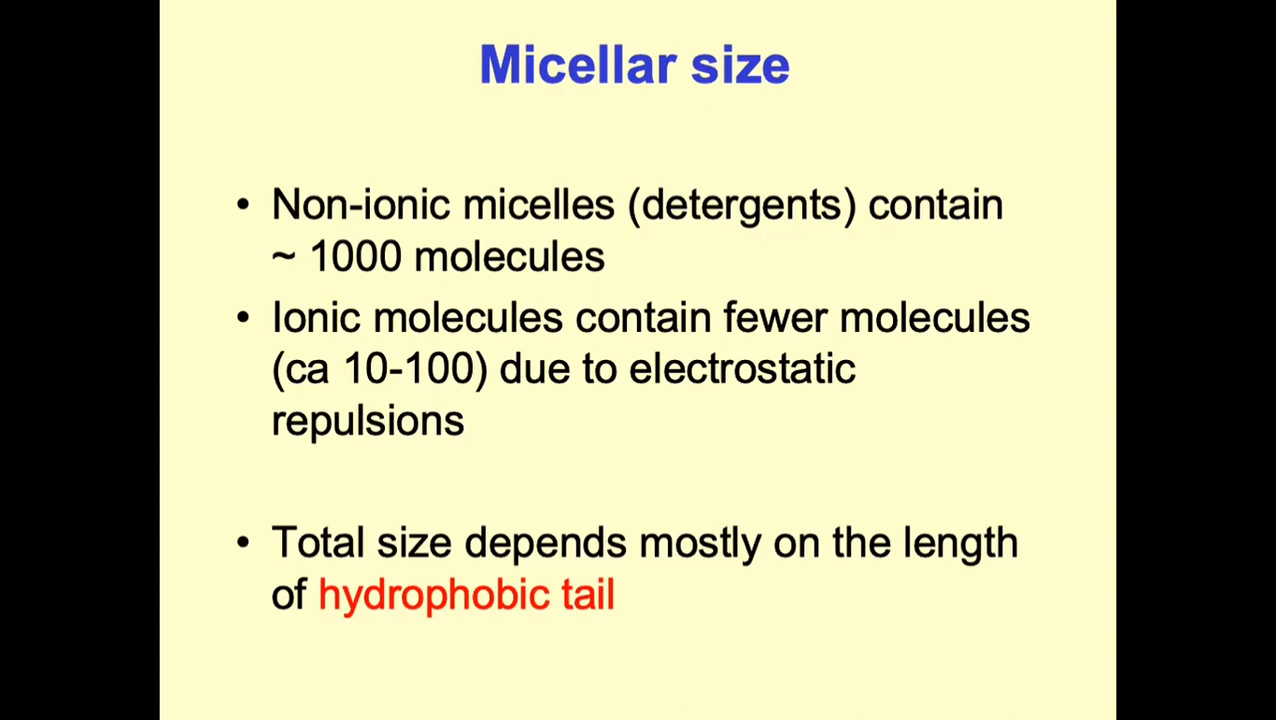 Micellar size
• Non-ionic micelles (detergents) contain
~ 1000 molecules
• Ionic molecules contain fewer molecules
(ca 10-100) due to electrostatic
repulsions
• Total size depends mostly on the length
of hydrophobic tail